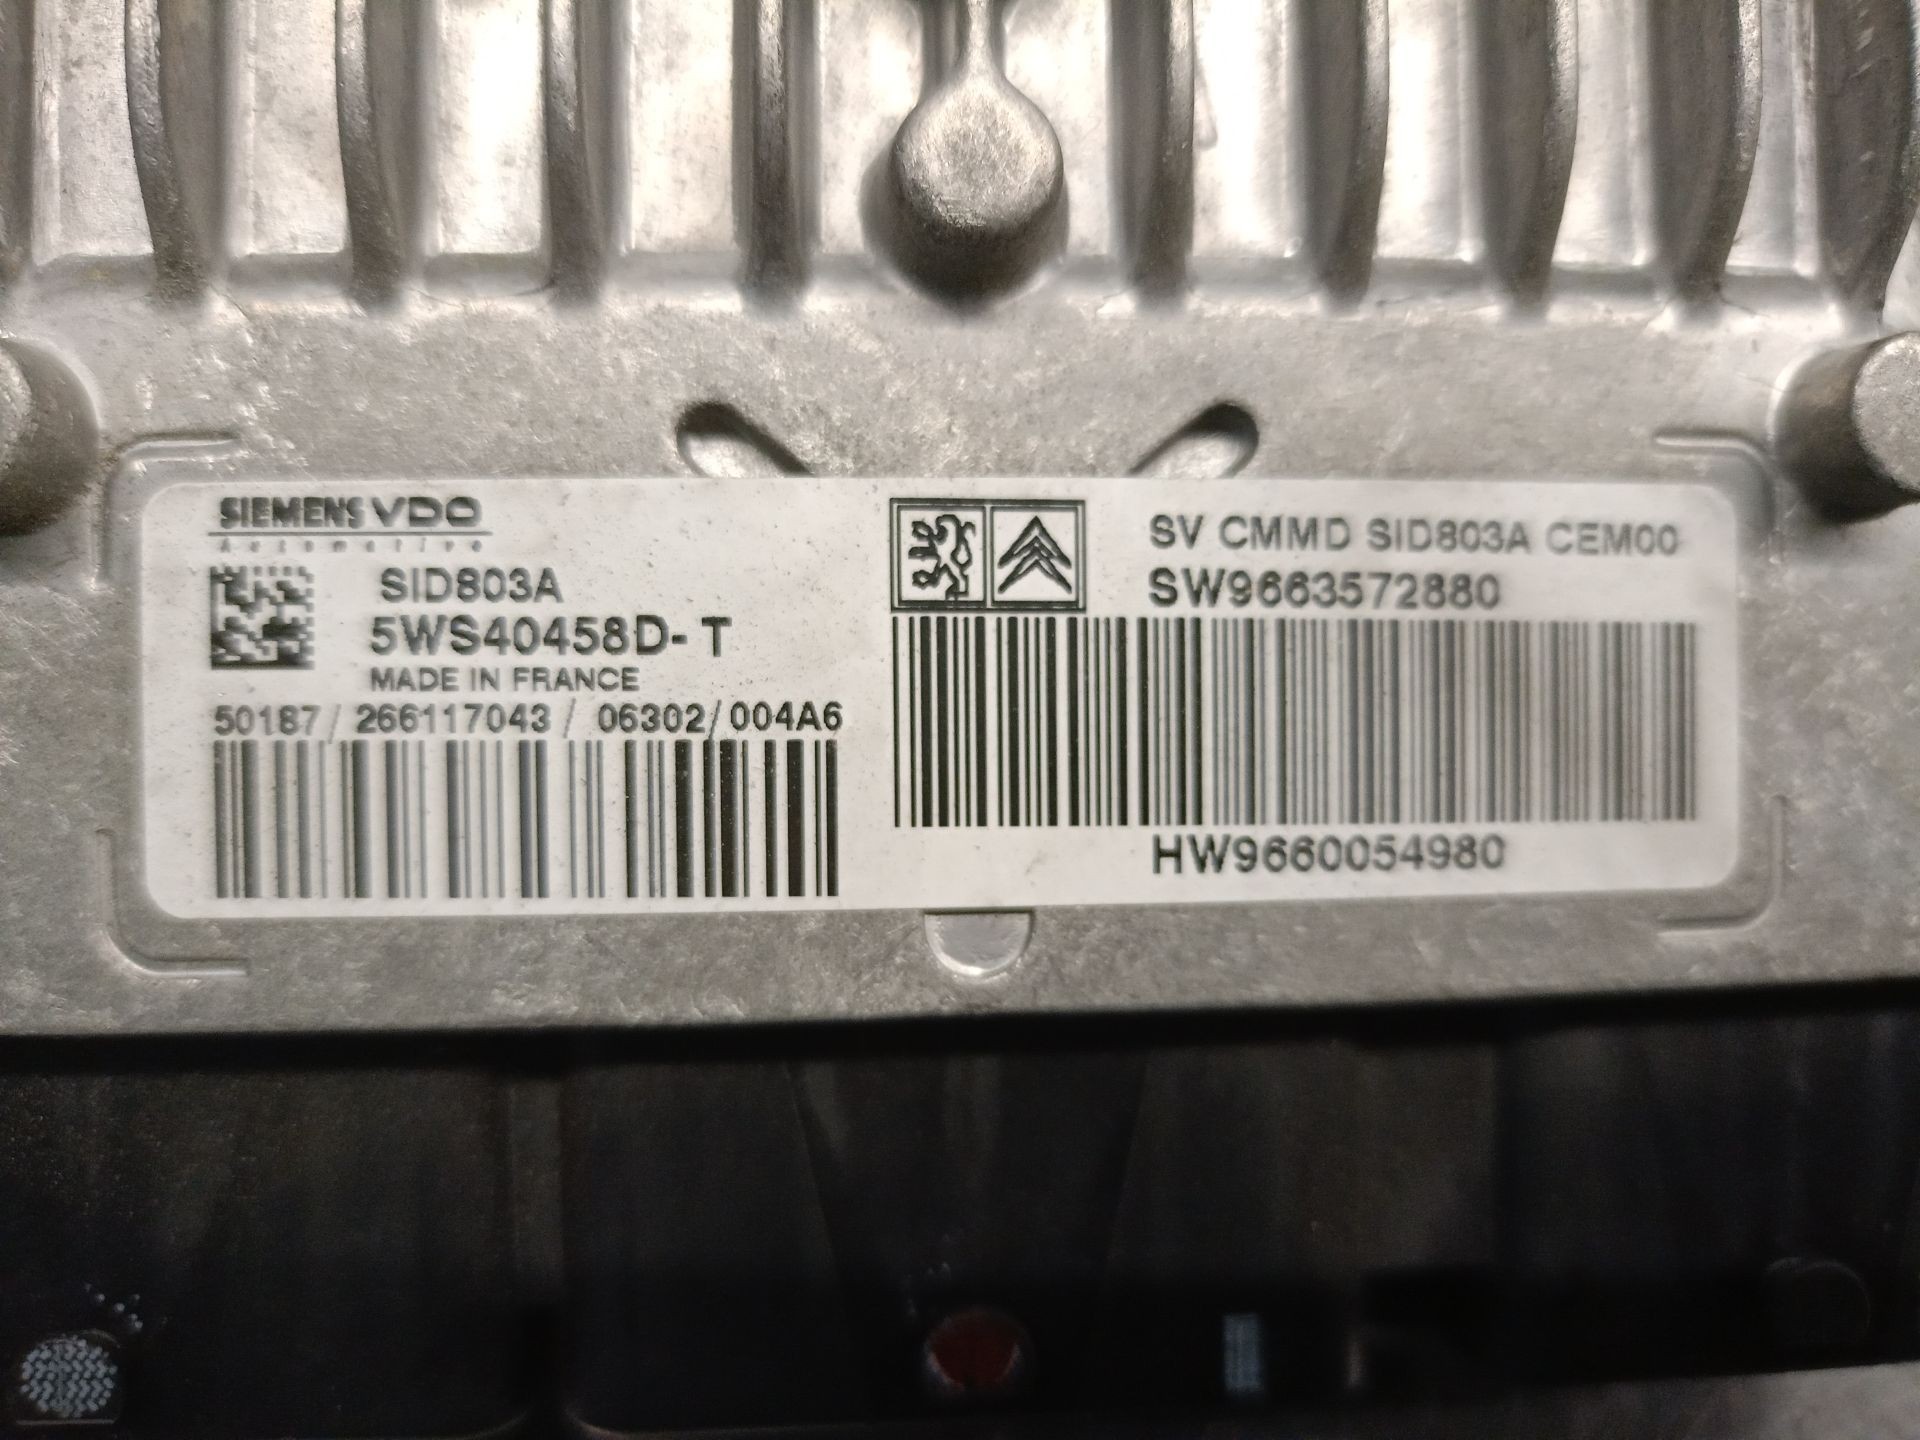 SIEMENS VDO
Automotive
SID803A
5WS40458D-T
MADE IN FRANCE
50187/266117043/06302/004A6
SV CMMD SID803A CEM00
SW9663572880
HW9660054980